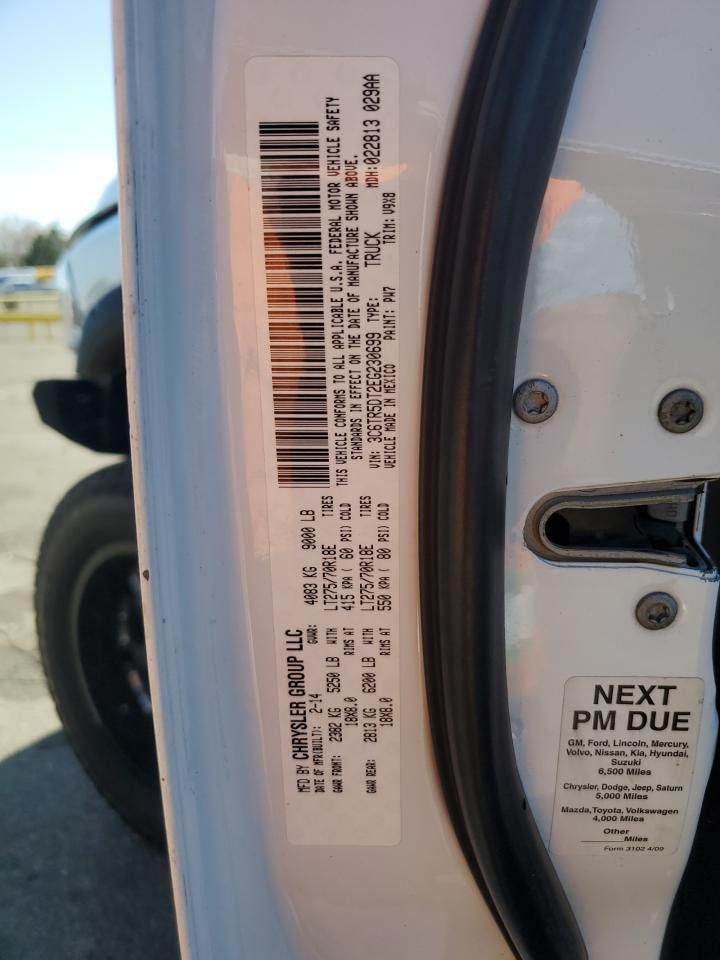 MFD BY CHRYSLER GROUP LLC
DATE OF MFR(BUILT): 2-14 GVWR: 4083 KG 9000 LB
GAWR FRONT: 2382 KG 5250 LB WITH LT275/70R18E TIRES
18X8.0 RIMS AT 415 KPA ( 60 PSI) COLD
GAWR REAR: 2813 KG 6200 LB WITH LT275/70R18E TIRES
18X8.0 RIMS AT 550 KPA ( 80 PSI) COLD
THIS VEHICLE CONFORMS TO ALL APPLICABLE U.S.A. FEDERAL MOTOR VEHICLE SAFETY
STANDARDS IN EFFECT ON THE DATE OF MANUFACTURE SHOWN ABOVE.
VIN: 3C6TR5DT2EG230699 TYPE: TRUCK MDH: 022813 029AA
VEHICLE MADE IN MEXICO PAINT: PW7 TRIM: V9X8
NEXT
PM DUE
GM, Ford, Lincoln, Mercury,
Volvo, Nissan, Kia, Hyundai,
Suzuki
6,500 Miles
Chrysler, Dodge, Jeep, Saturn
5,000 Miles
Mazda,Toyota, Volkswagen
4,000 Miles
Other
______Miles
Form 3102 4/09